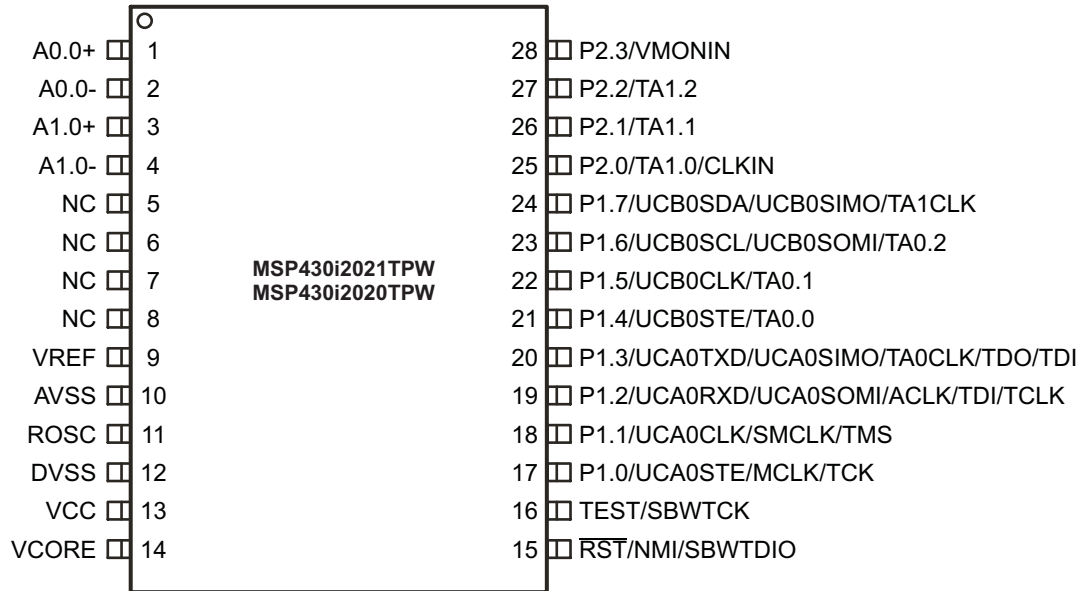 A0.0+ 1 28 P2.3/VMONIN
A0.0- 2 27 P2.2/TA1.2
A1.0+ 3 26 P2.1/TA1.1
A1.0- 4 25 P2.0/TA1.0/CLKIN
NC 5 24 P1.7/UCB0SDA/UCB0SIMO/TA1CLK
NC 6 23 P1.6/UCB0SCL/UCB0SOMI/TA0.2
MSP430i2021TPW
NC 7 22 P1.5/UCB0CLK/TA0.1
MSP430i2020TPW
NC 8 21 P1.4/UCB0STE/TA0.0
VREF 9 20 P1.3/UCA0TXD/UCA0SIMO/TA0CLK/TDO/TDI
AVSS 10 19 P1.2/UCA0RXD/UCA0SOMI/ACLK/TDI/TCLK
ROSC 11 18 P1.1/UCA0CLK/SMCLK/TMS
DVSS 12 17 P1.0/UCA0STE/MCLK/TCK
VCC 13 16 TEST/SBWTCK
VCORE 14 15 RST/NMI/SBWTDIO